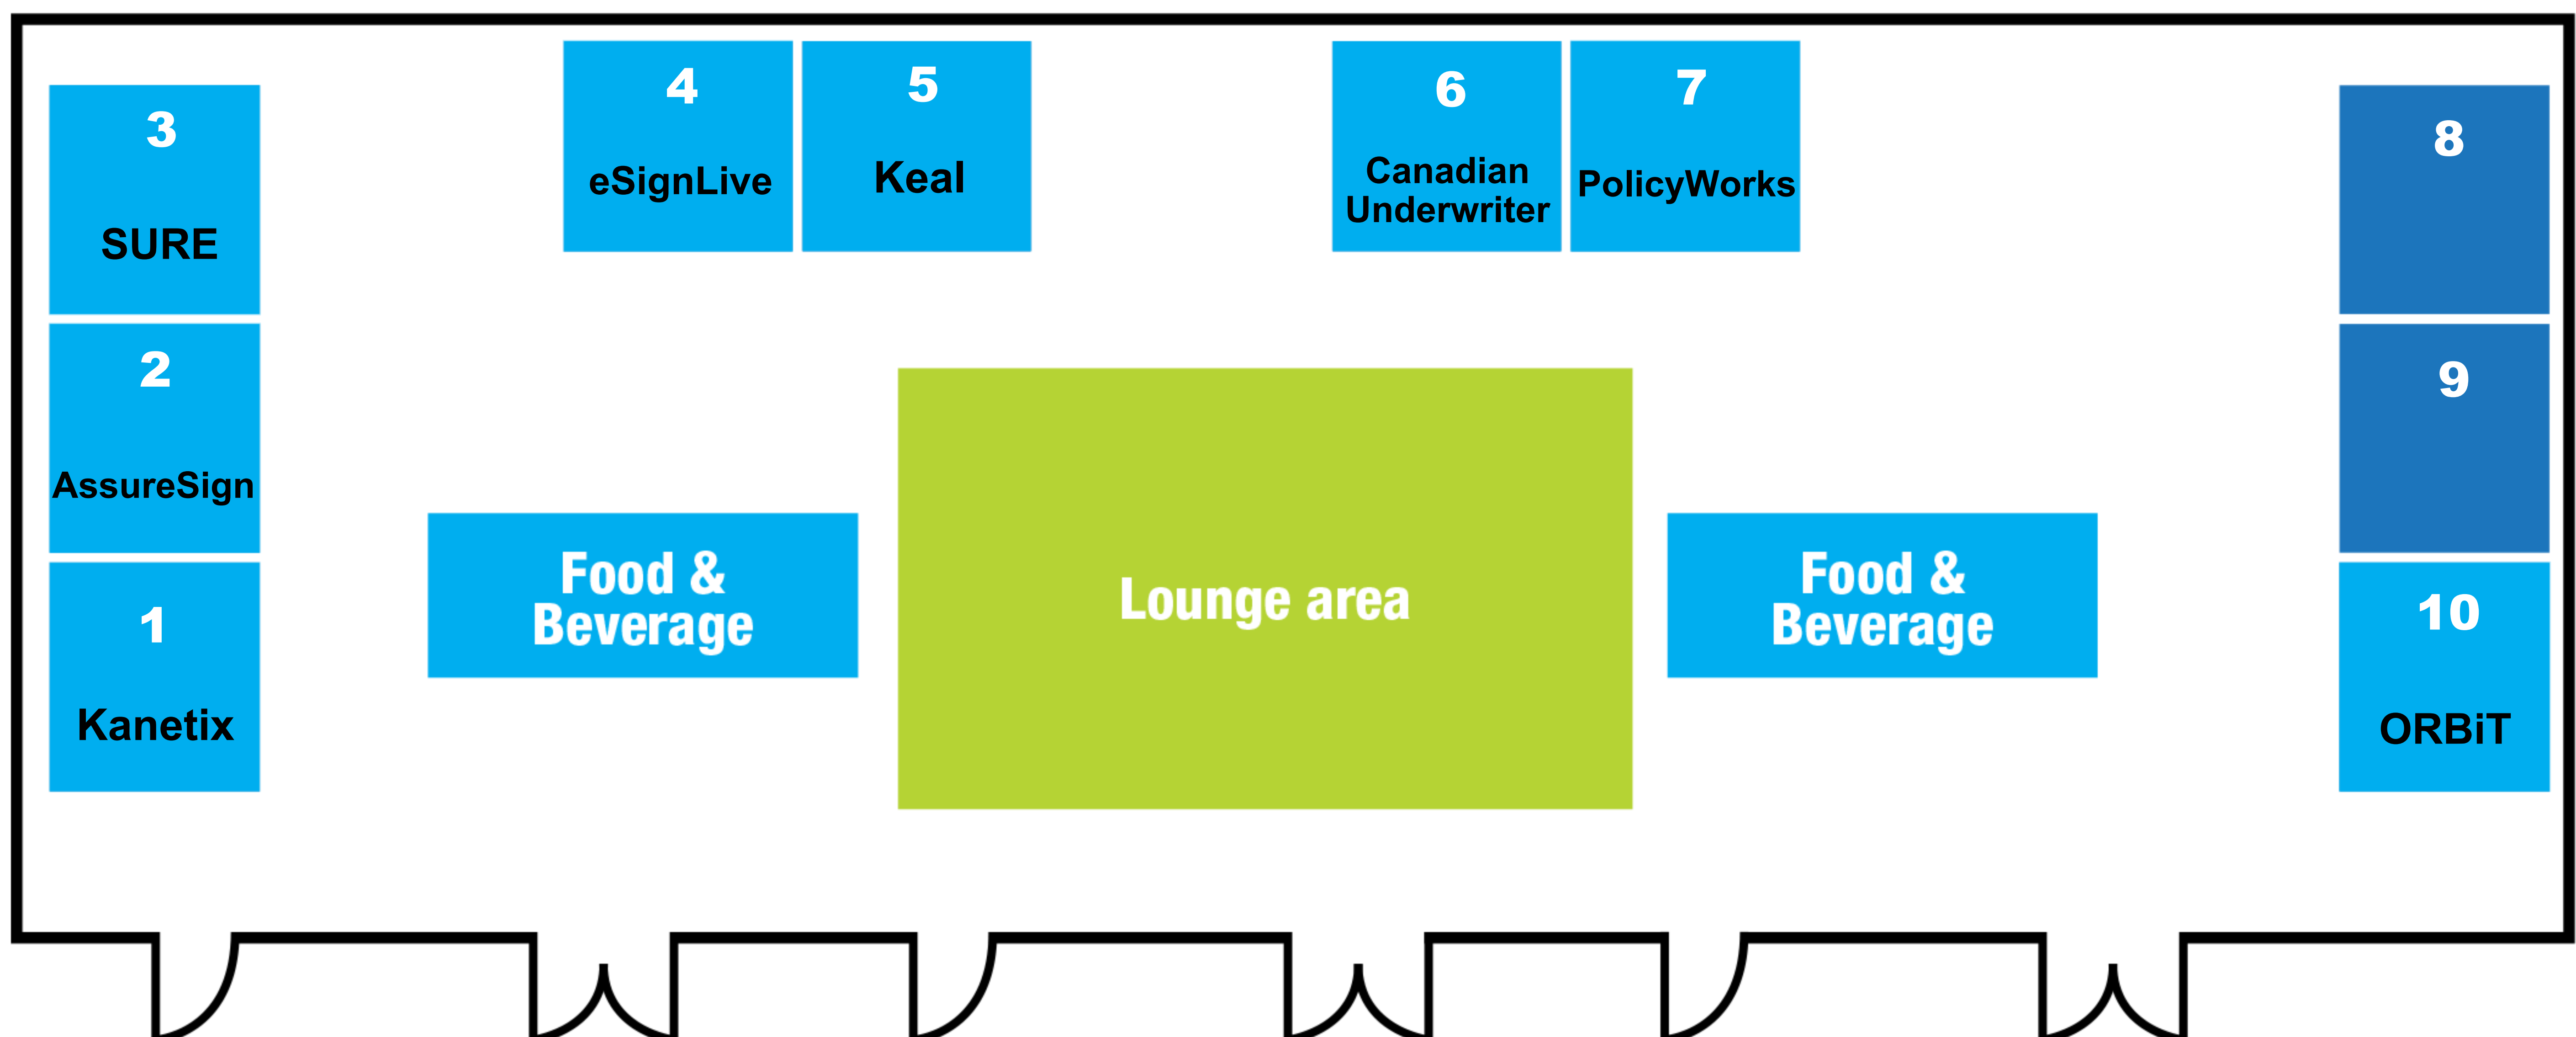 3
SURE
2
AssureSign
1
Kanetix
4
eSignLive
5
Keal
6
Canadian
Underwriter
7
PolicyWorks
8
9
10
ORBiT
Food &
Beverage
Lounge area
Food &
Beverage